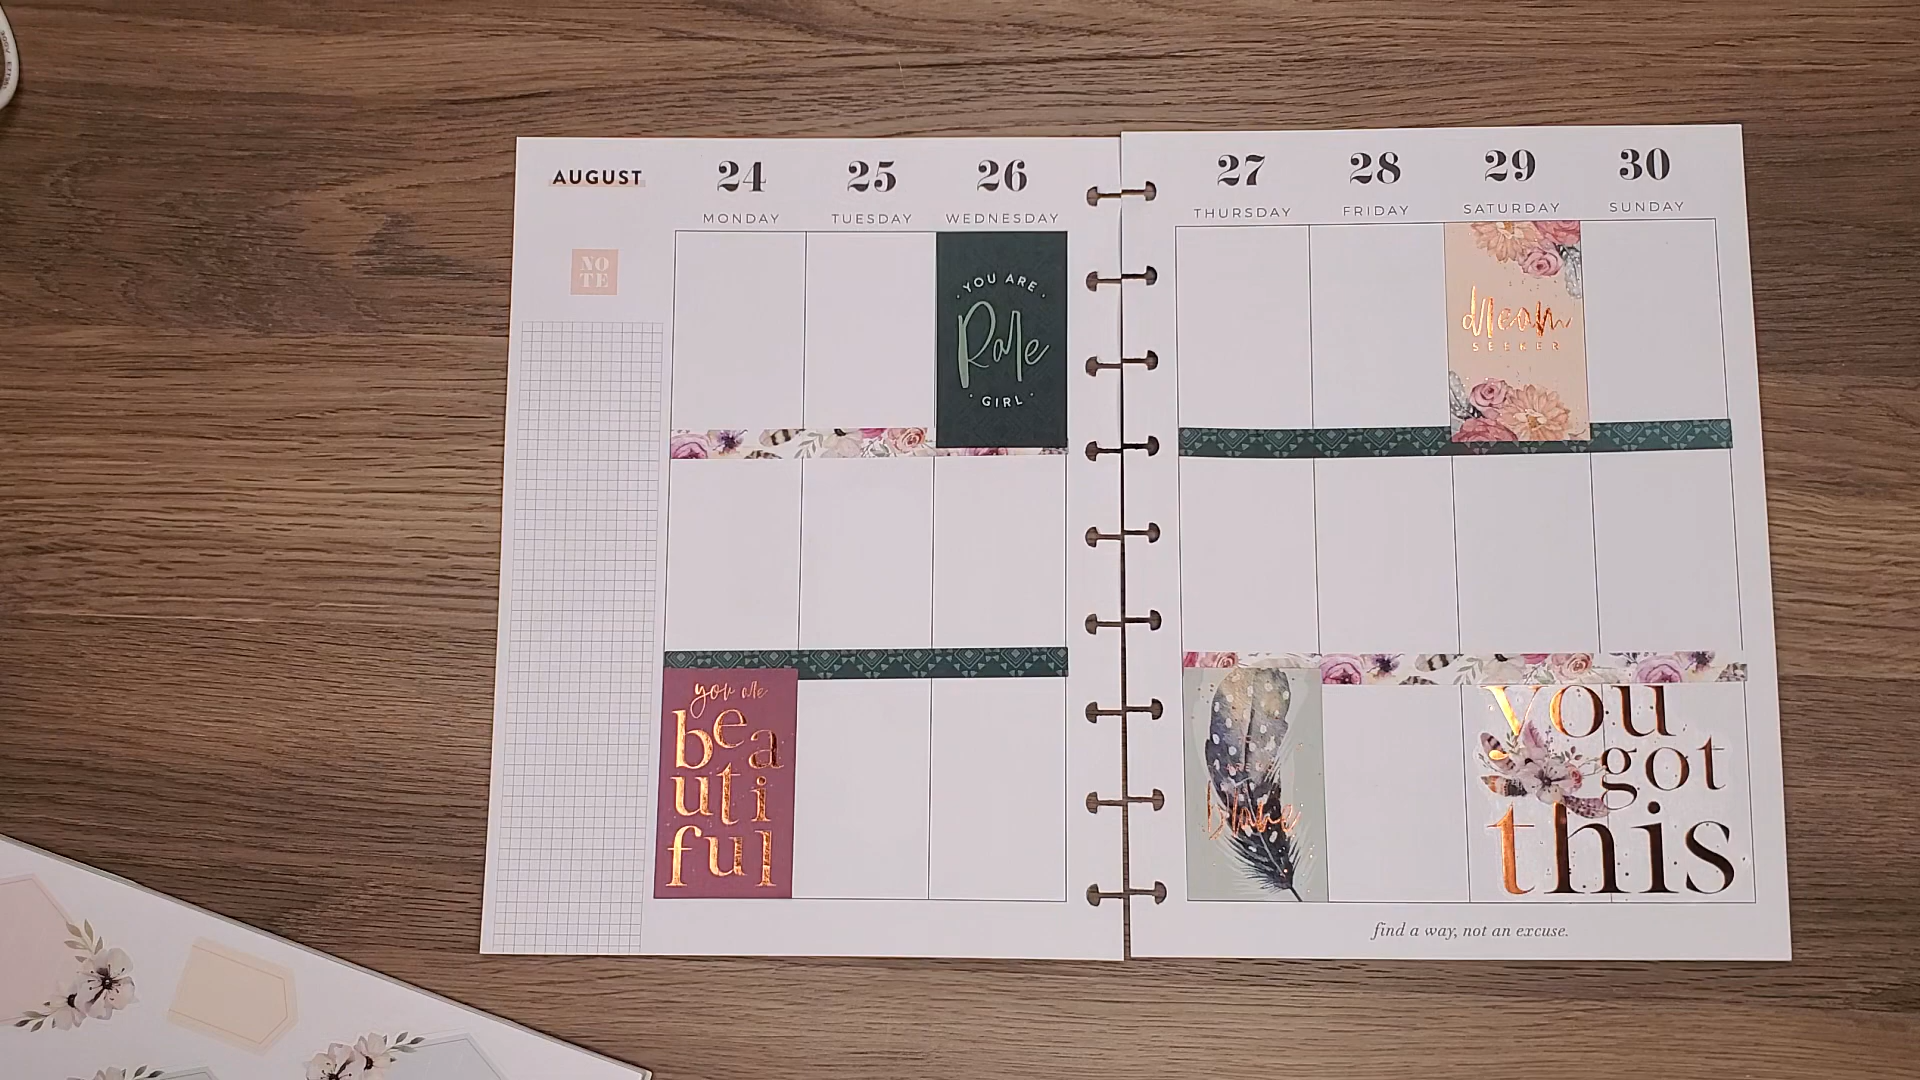 AUGUST
24
25
26
MONDAY
TUESDAY
WEDNESDAY
27
28
29
30
THURSDAY
FRIDAY
SATURDAY
SUNDAY
NO
TE
· YOU ARE ·
Rare
· GIRL ·
dream
SEEKER
you are
be
a
uti
ful
brave
you
got
this
find a way, not an excuse.